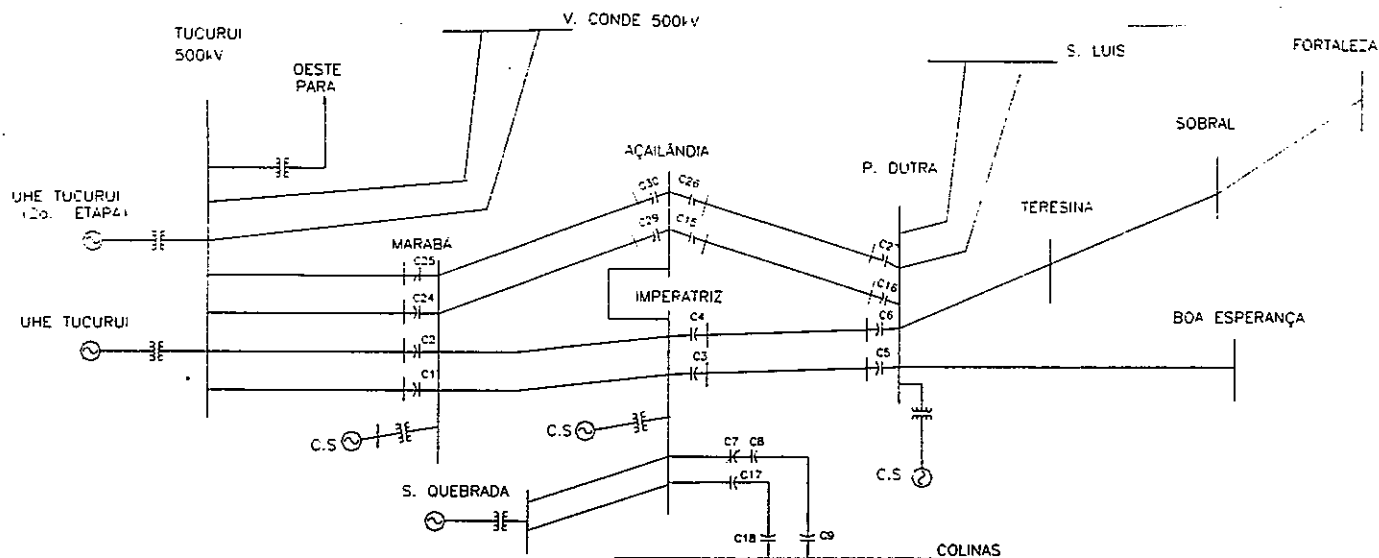 V. CONDE 500kV
TUCURUI
500kV
S. LUIS
FORTALEZA
OESTE
PARA
SOBRAL
AÇAILÂNDIA
P. DUTRA
C30
C26
UHE TUCURUI
ETAPA)
TERESINA
C29
C15
MARABÁ
C25
C2
C24
C16
IMPERATRIZ
UHE TUCURUI
C4
C6
BOA ESPERANÇA
C2
C3
C5
C1
C.S
C.S
C7
C8
C.S
C17
S. QUEBRADA
C18
C9
COLINAS